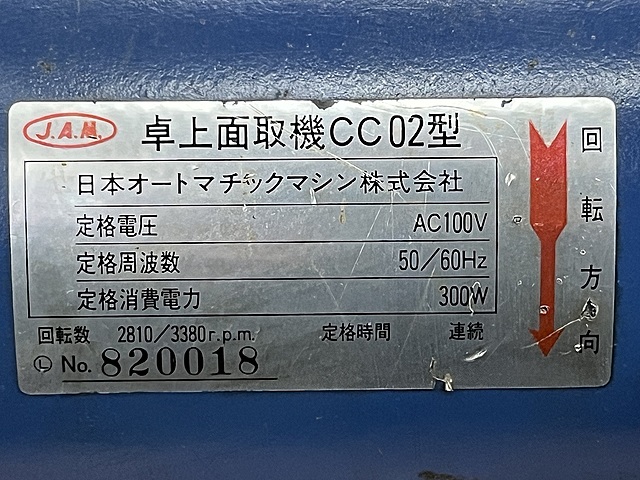 J.A.M. 卓上面取機CC02型
日本オートマチックマシン株式会社
定格電圧 AC100V
定格周波数 50/60Hz
定格消費電力 300W
回転数 2810/3380r.p.m. 定格時間 連続
Ⓛ No. 820018
回転方向